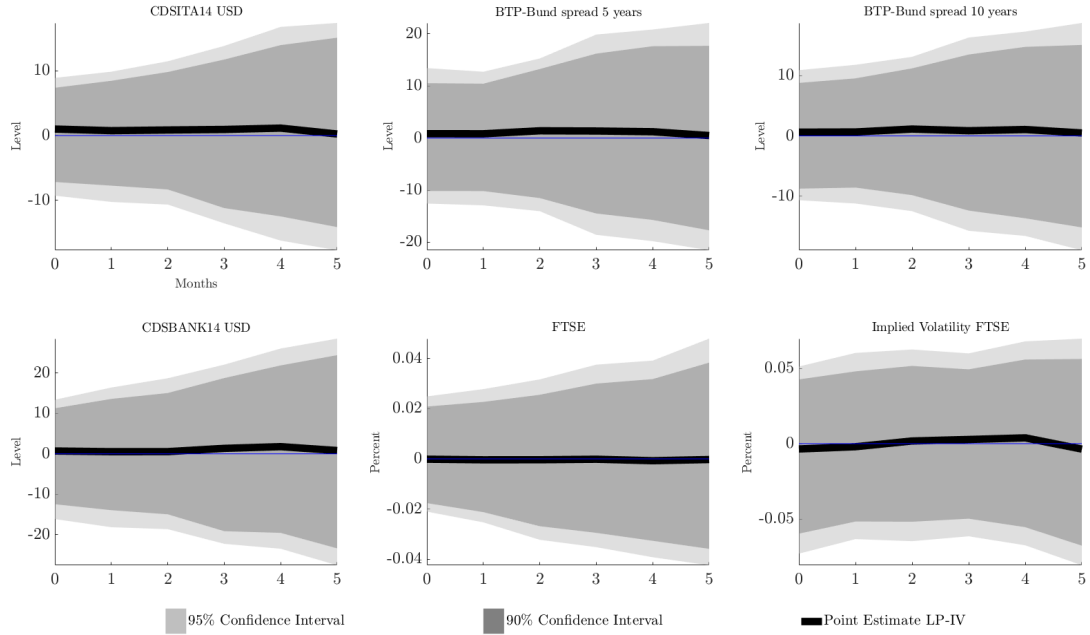 CDSITA14 USD
BTP-Bund spread 5 years
BTP-Bund spread 10 years
Level
10
0
-10
0 1 2 3 4 5
Months
Level
20
10
0
-10
-20
0 1 2 3 4 5
Level
10
0
-10
0 1 2 3 4 5
CDSBANK14 USD
FTSE
Implied Volatility FTSE
Level
20
10
0
-10
-20
0 1 2 3 4 5
Percent
0.04
0.02
0
-0.02
-0.04
0 1 2 3 4 5
Percent
0.05
0
-0.05
0 1 2 3 4 5
95% Confidence Interval
90% Confidence Interval
Point Estimate LP-IV